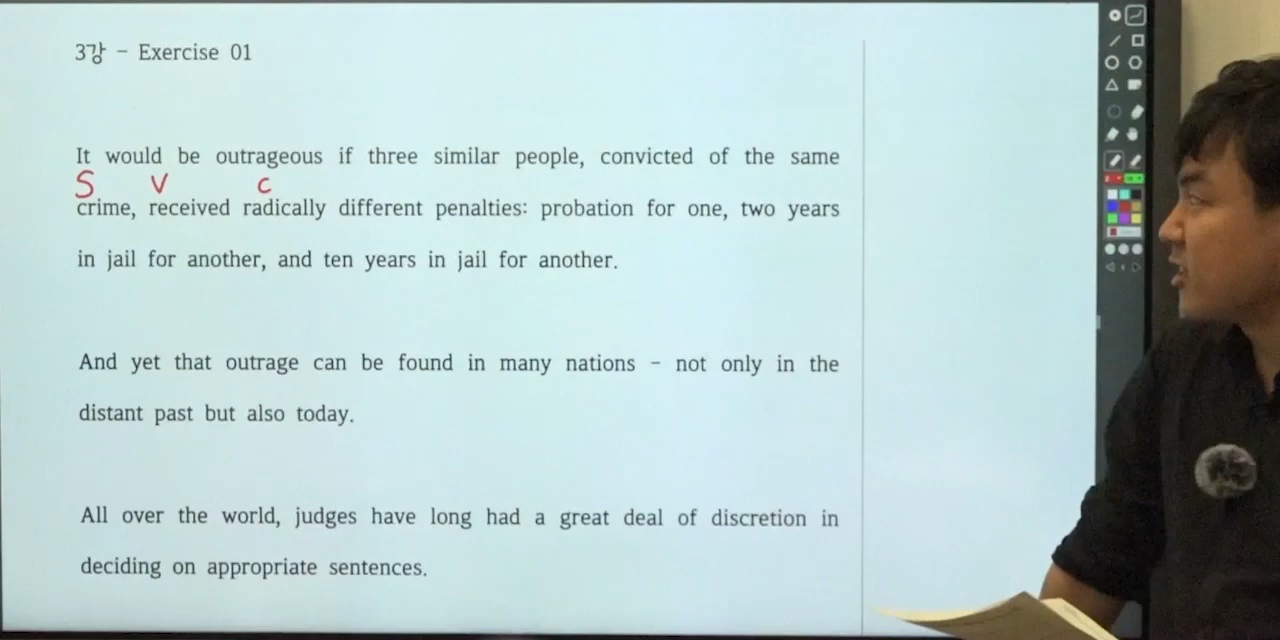 3강 - Exercise 01
It would be outrageous if three similar people, convicted of the same
S V C
crime, received radically different penalties: probation for one, two years
in jail for another, and ten years in jail for another.
And yet that outrage can be found in many nations - not only in the
distant past but also today.
All over the world, judges have long had a great deal of discretion in
deciding on appropriate sentences.